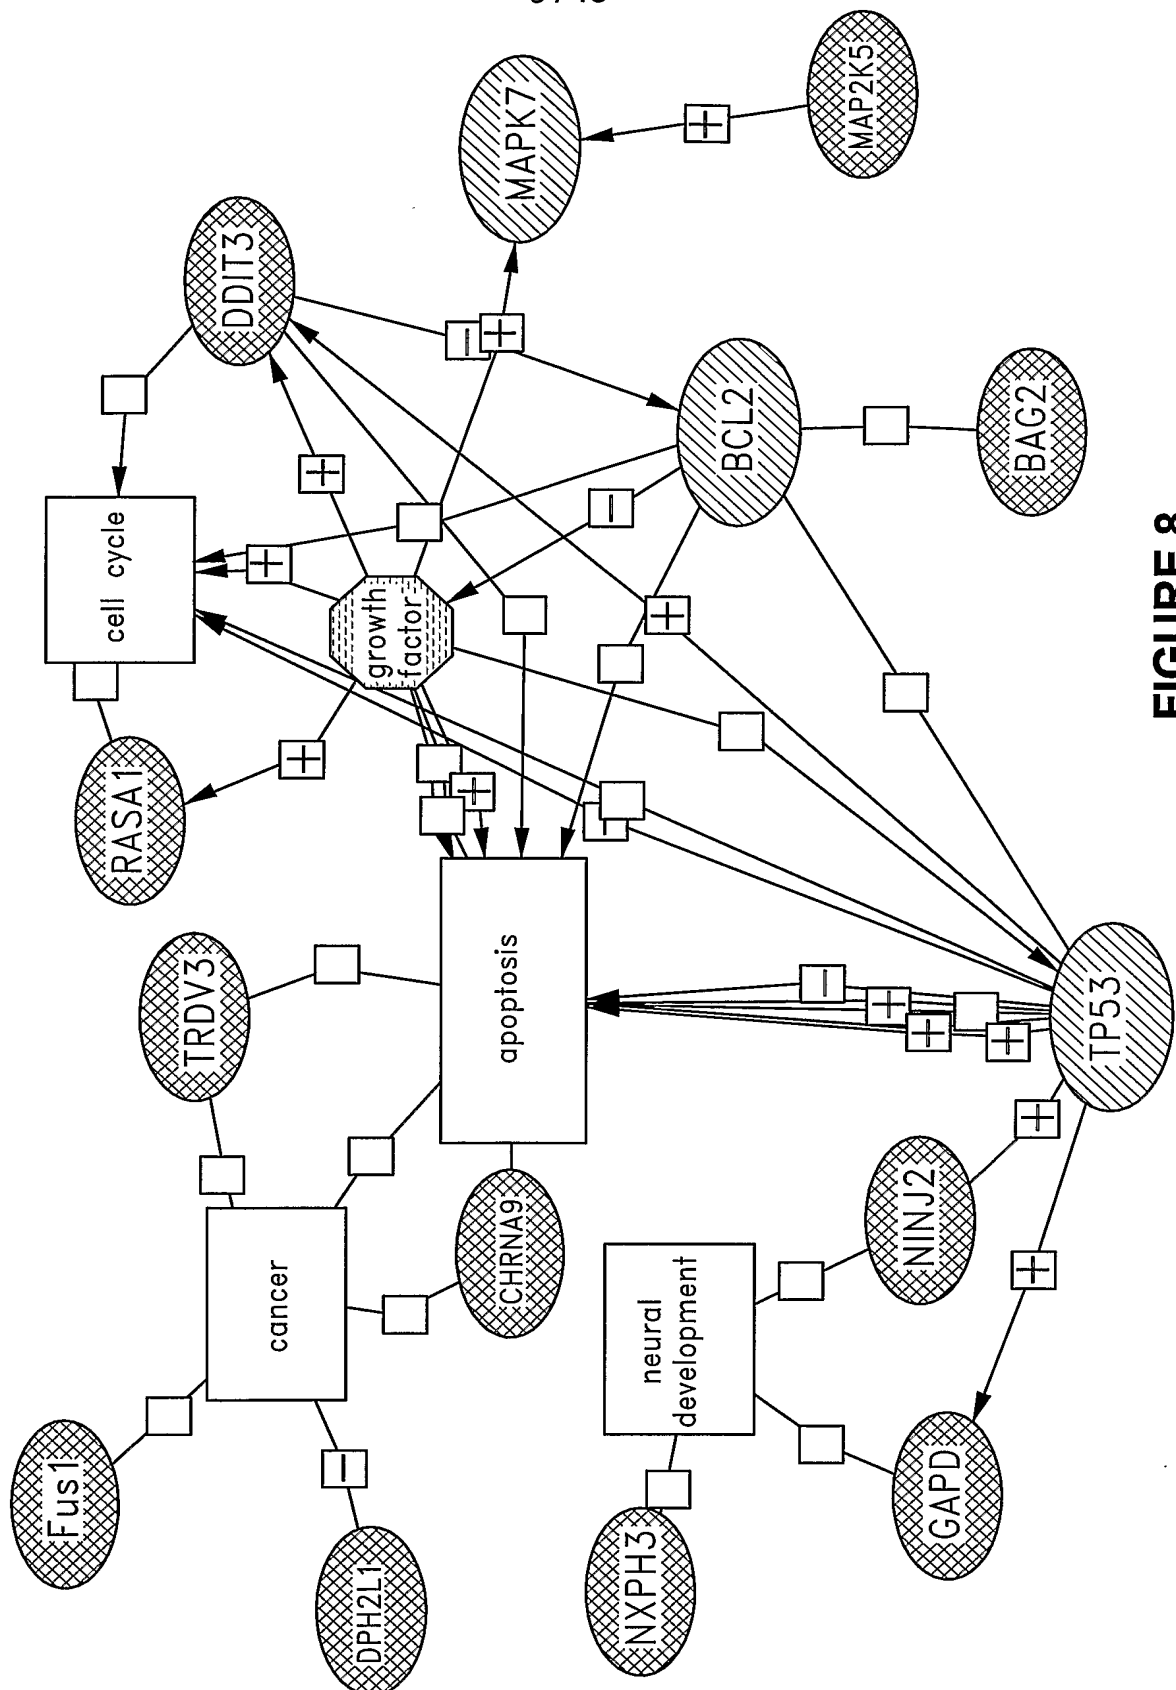 Fus1
DPH2L1
cancer
TRDV3
RASA1
cell cycle
DDIT3
growth
factor
+
+
+
+
−
+
MAPK7
+
MAP2K5
CHRNA9
apoptosis
−
−
+
−
BCL2
BAG2
NXPH3
neural
development
GAPD
NINJ2
+
+
−
+
+
+
+
−
TP53
FIGURE 8